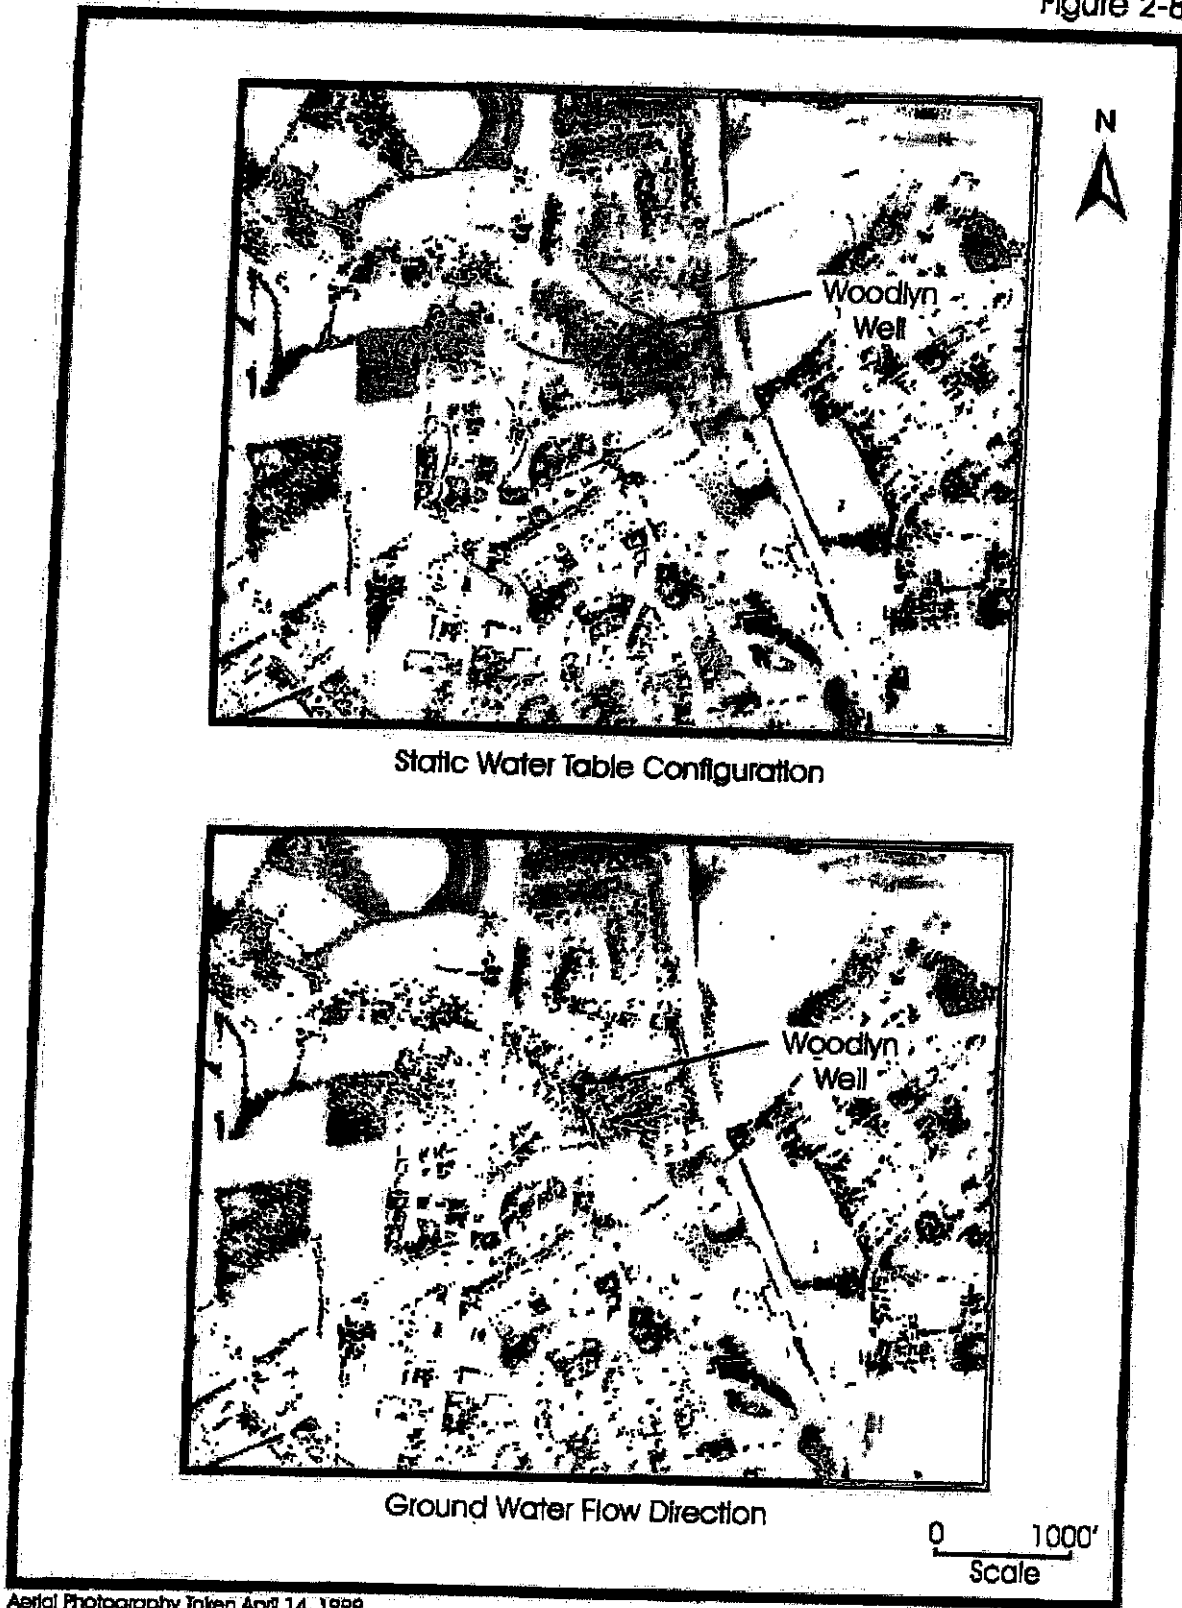 Figure 2-8
N
Woodlyn
Well
Static Water Table Configuration
Woodlyn
Well
Ground Water Flow Direction
0 1000'
Scale
Aerial Photography Taken April 14, 1999